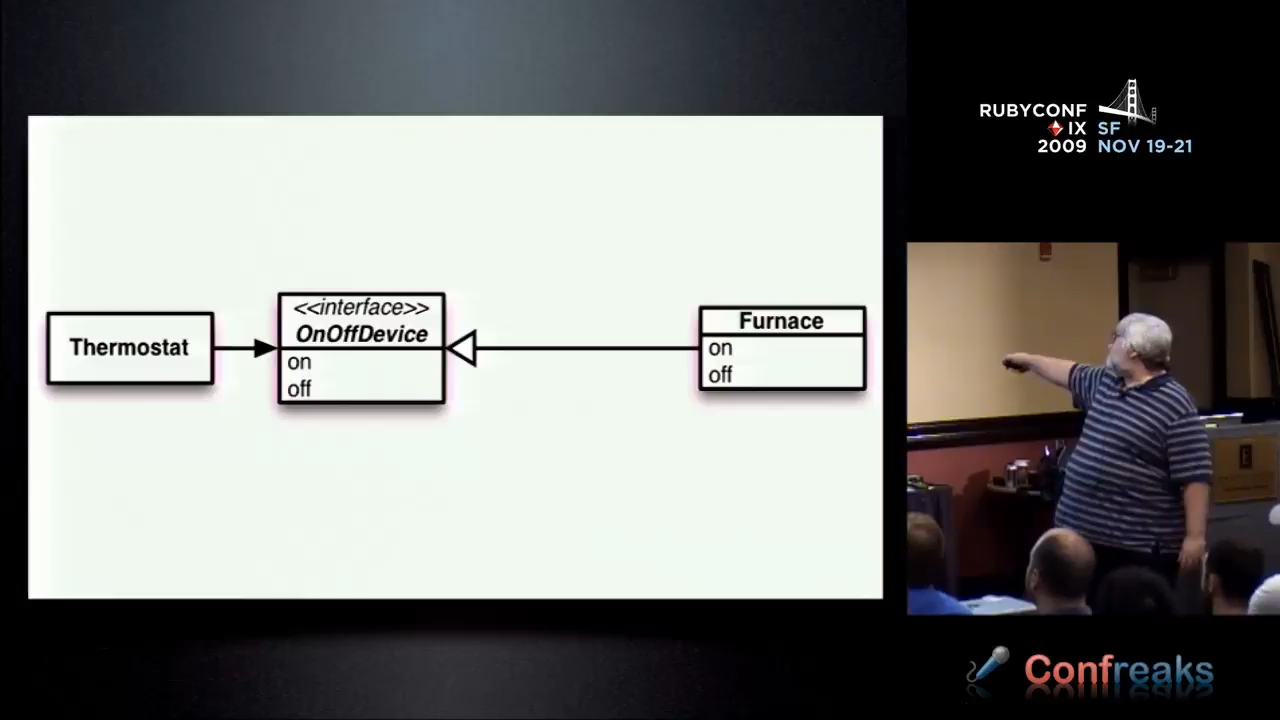 RUBYCONF
IX SF
2009 NOV 19-21
Thermostat
<<interface>>
OnOffDevice
on
off
Furnace
on
off
Confreaks